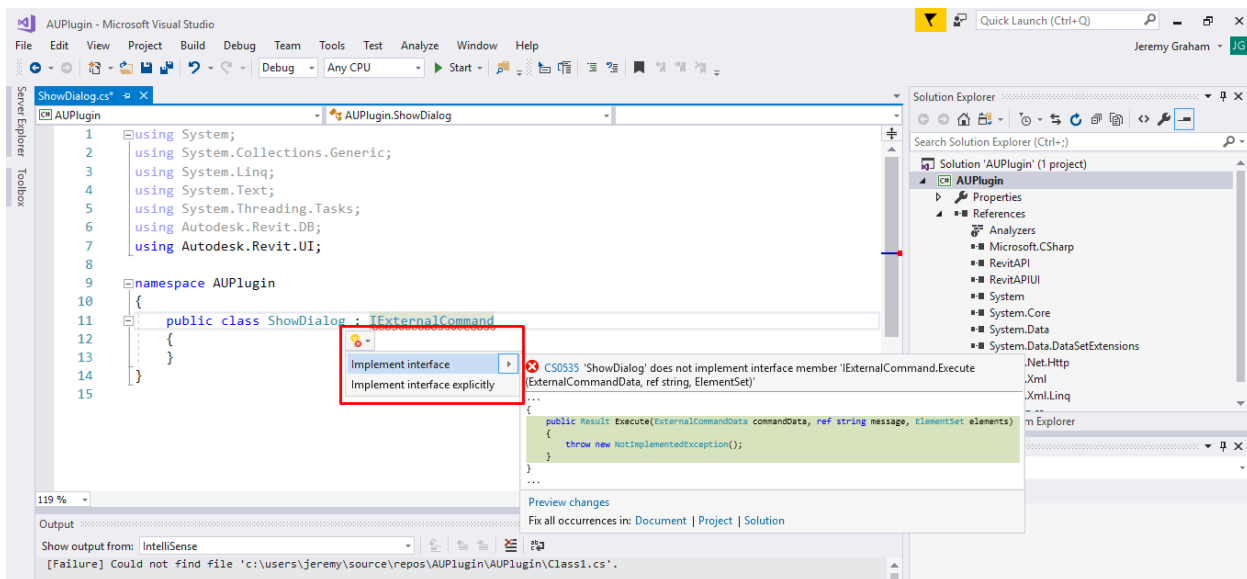 AUPlugin - Microsoft Visual Studio
Quick Launch (Ctrl+Q)
File Edit View Project Build Debug Team Tools Test Analyze Window Help
Jeremy Graham JG
Debug Any CPU Start
Server Explorer
Toolbox
ShowDialog.cs*
C# AUPlugin
AUPlugin.ShowDialog
1 using System;
2 using System.Collections.Generic;
3 using System.Linq;
4 using System.Text;
5 using System.Threading.Tasks;
6 using Autodesk.Revit.DB;
7 using Autodesk.Revit.UI;
8
9 namespace AUPlugin
10 {
11 public class ShowDialog : IExternalCommand
12 {
13 }
14 }
15
Implement interface
Implement interface explicitly
CS0535 'ShowDialog' does not implement interface member 'IExternalCommand.Execute
(ExternalCommandData, ref string, ElementSet)'
...
{
public Result Execute(ExternalCommandData commandData, ref string message, ElementSet elements)
{
throw new NotImplementedException();
}
}
...
Preview changes
Fix all occurrences in: Document | Project | Solution
119 %
Output
Show output from: IntelliSense
[Failure] Could not find file 'c:\users\jeremy\source\repos\AUPlugin\AUPlugin\Class1.cs'.
Solution Explorer
Search Solution Explorer (Ctrl+;)
Solution 'AUPlugin' (1 project)
C# AUPlugin
Properties
References
Analyzers
Microsoft.CSharp
RevitAPI
RevitAPIUI
System
System.Core
System.Data
System.Data.DataSetExtensions
.Net.Http
.Xml
.Xml.Linq
m Explorer